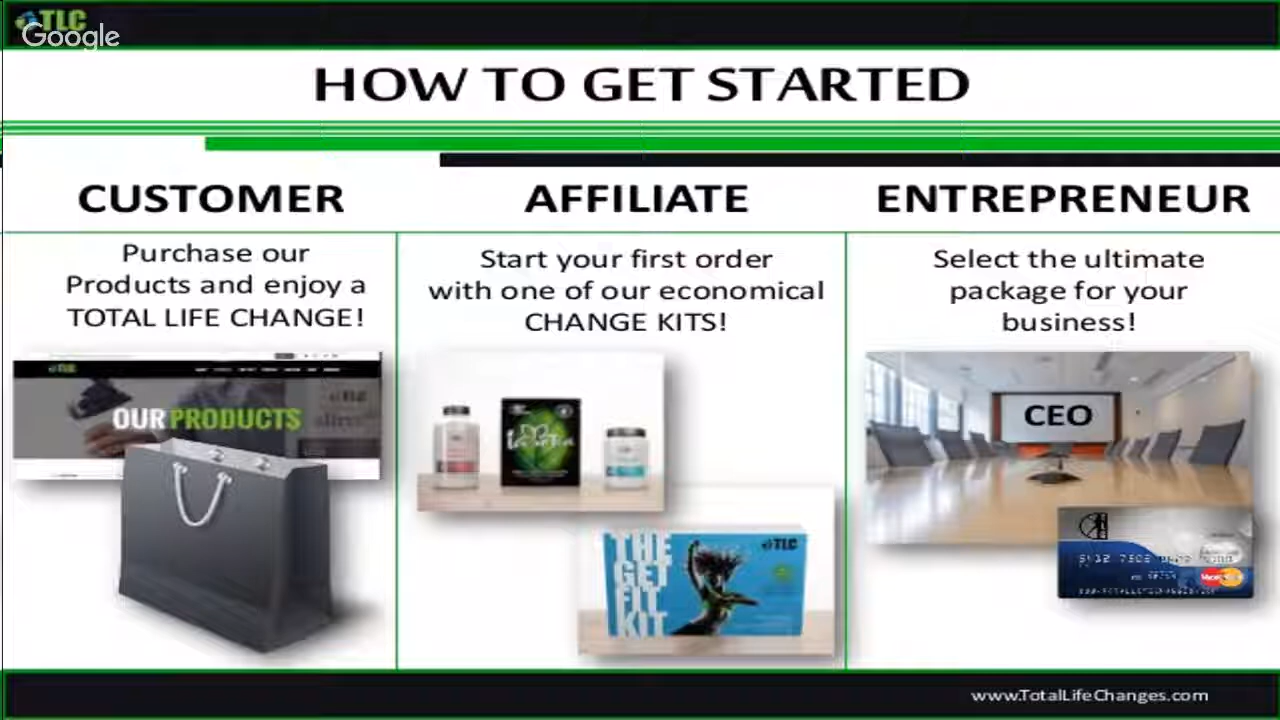 TLC
Google
HOW TO GET STARTED
CUSTOMER
Purchase our
Products and enjoy a
TOTAL LIFE CHANGE!
TLC
OUR PRODUCTS
AFFILIATE
Start your first order
with one of our economical
CHANGE KITS!
THE
GET
FIT
KIT
TLC
ENTREPRENEUR
Select the ultimate
package for your
business!
CEO
www.TotalLifeChanges.com